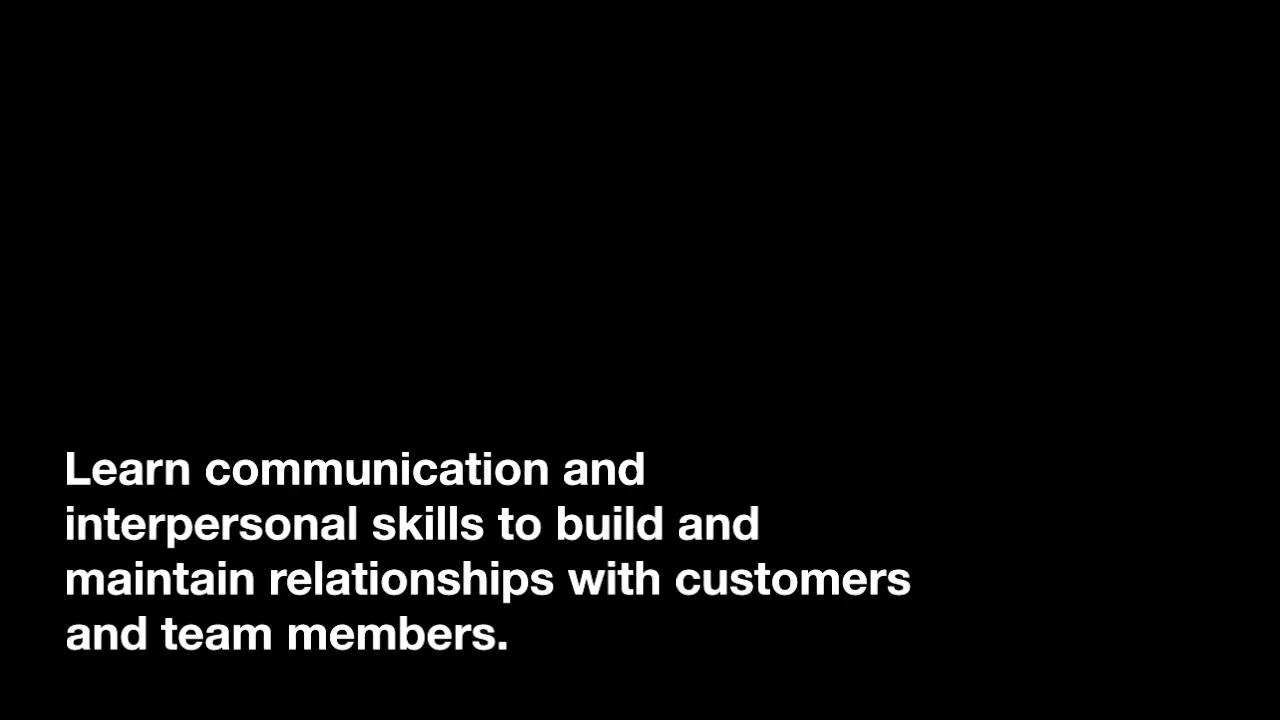 Learn communication and
interpersonal skills to build and
maintain relationships with customers
and team members.